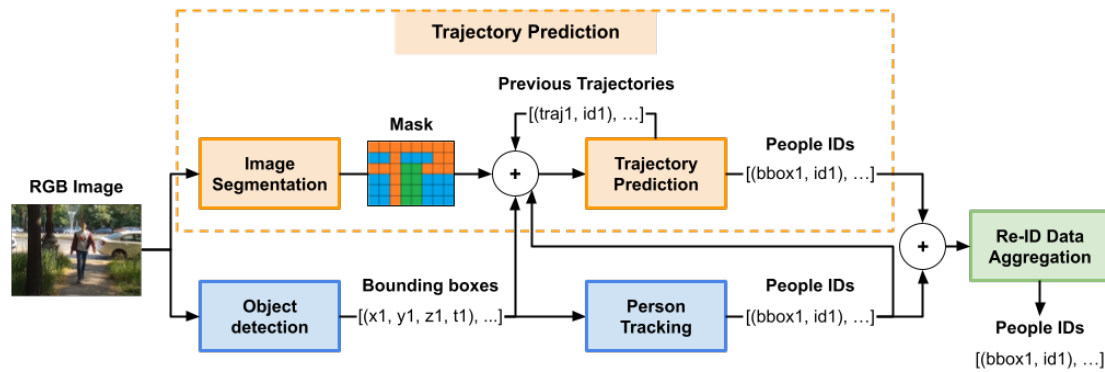 Trajectory Prediction
Previous Trajectories
[(traj1, id1), …]
Mask
People IDs
Image
Segmentation
+
Trajectory
Prediction
[(bbox1, id1), …]
RGB Image
+
Re-ID Data
Aggregation
Bounding boxes
People IDs
Object
detection
[(x1, y1, z1, t1), ...]
Person
Tracking
[(bbox1, id1), …]
People IDs
[(bbox1, id1), …]